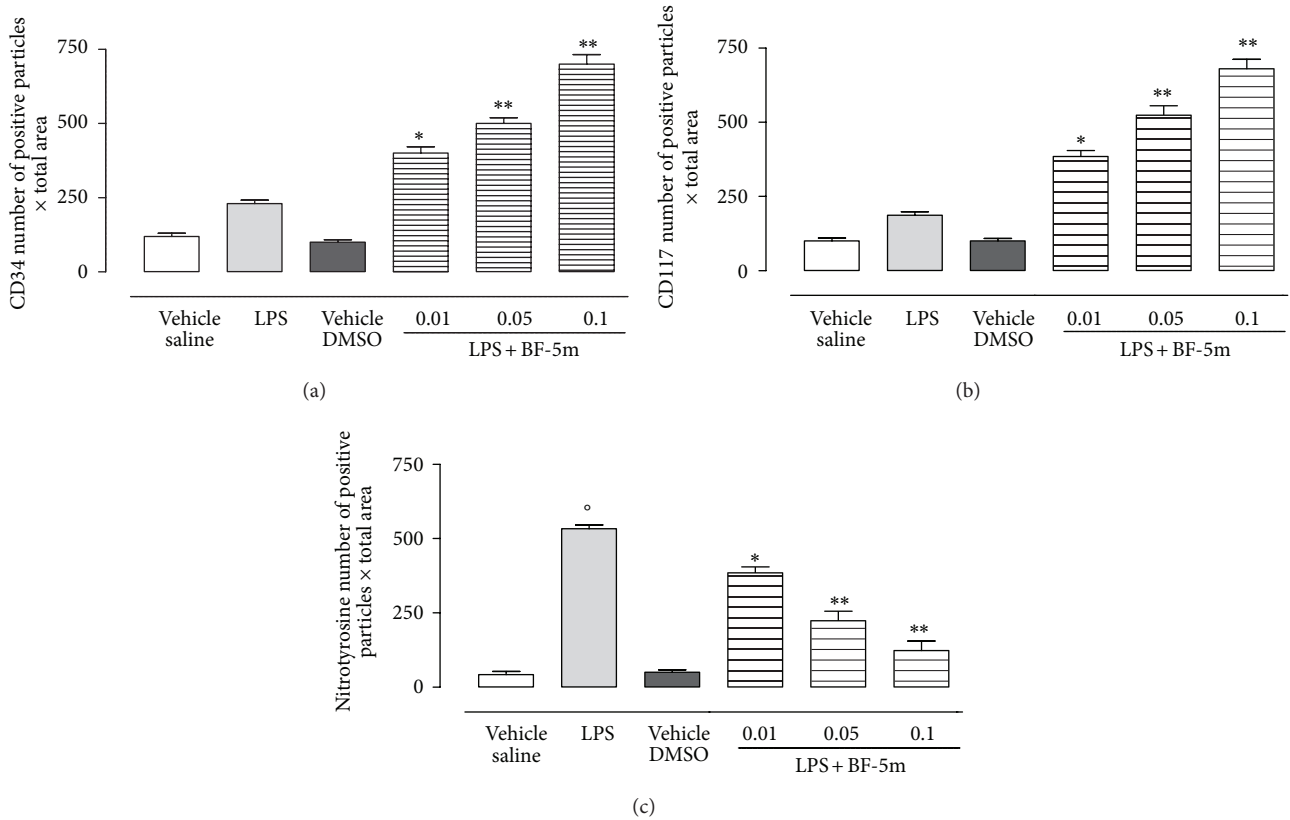 CD34 number of positive particles
× total area
750
500
250
0
*
**
**
Vehicle
saline
LPS
Vehicle
DMSO
0.01
0.05
0.1
LPS + BF-5m
(a)
CD117 number of positive particles
× total area
750
500
250
0
*
**
**
Vehicle
saline
LPS
Vehicle
DMSO
0.01
0.05
0.1
LPS + BF-5m
(b)
Nitrotyrosine number of positive
particles × total area
750
500
250
0
°
*
**
**
Vehicle
saline
LPS
Vehicle
DMSO
0.01
0.05
0.1
LPS + BF-5m
(c)